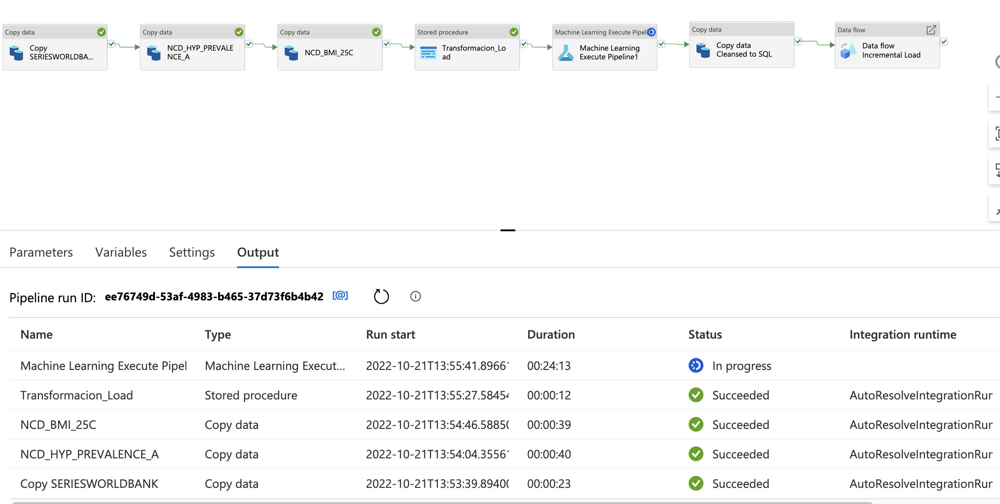 Copy data
Copy
SERIESWORLDBA...
Copy data
NCD_HYP_PREVALE
NCE_A
Copy data
NCD_BMI_25C
Stored procedure
Transformacion_Lo
ad
Machine Learning Execute Pipeli
Machine Learning
Execute Pipeline1
Copy data
Copy data
Cleansed to SQL
Data flow
Data flow
Incremental Load
Parameters Variables Settings Output
Pipeline run ID: ee76749d-53af-4983-b465-37d73f6b4b42 [@]
Name Type Run start Duration Status Integration runtime
Machine Learning Execute Pipel Machine Learning Execut... 2022-10-21T13:55:41.89661 00:24:13 In progress
Transformacion_Load Stored procedure 2022-10-21T13:55:27.58454 00:00:12 Succeeded AutoResolveIntegrationRur
NCD_BMI_25C Copy data 2022-10-21T13:54:46.58850 00:00:39 Succeeded AutoResolveIntegrationRur
NCD_HYP_PREVALENCE_A Copy data 2022-10-21T13:54:04.35561 00:00:40 Succeeded AutoResolveIntegrationRur
Copy SERIESWORLDBANK Copy data 2022-10-21T13:53:39.89400 00:00:23 Succeeded AutoResolveIntegrationRur